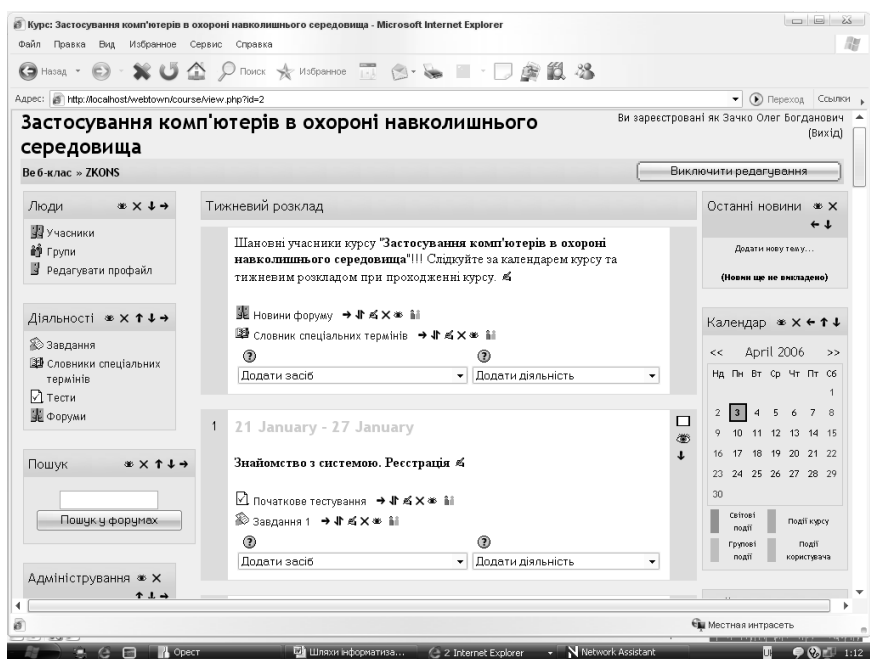 Курс: Застосування комп'ютерів в охороні навколишнього середовища - Microsoft Internet Explorer
Файл Правка Вид Избранное Сервис Справка
Назад Поиск Избранное
Адрес: http://localhost/webtown/course/view.php?id=2 Переход Ссылки
Застосування комп'ютерів в охороні навколишнього
середовища
Ви зареєстровані як Зачко Олег Богданович
(Вихід)
Веб-клас » ZKONS
Виключити редагування
Люди
Учасники
Групи
Редагувати профайл
Діяльності
Завдання
Словники спеціальних
термінів
Тести
Форуми
Пошук
Пошук у форумах
Адміністрування
Тижневий розклад
Шановні учасники курсу "Застосування комп'ютерів в охороні
навколишнього середовища"!!! Слідкуйте за календарем курсу та
тижневим розкладом при проходженні курсу.
Новини форуму
Словник спеціальних термінів
Додати засіб Додати діяльність
1 21 January - 27 January
Знайомство з системою. Реєстрація
Початкове тестування
Завдання 1
Додати засіб Додати діяльність
Останні новини
Додати нову тему...
(Новин ще не викладено)
Календар
<< April 2006 >>
Нд Пн Вт Ср Чт Пт Сб
1
2 3 4 5 6 7 8
9 10 11 12 13 14 15
16 17 18 19 20 21 22
23 24 25 26 27 28 29
30
Світові
події
Події курсу
Групові
події
Події
користувача
Местная интрасеть
Орест Шляхи інформатиза... 2 Internet Explorer Network Assistant 1:12